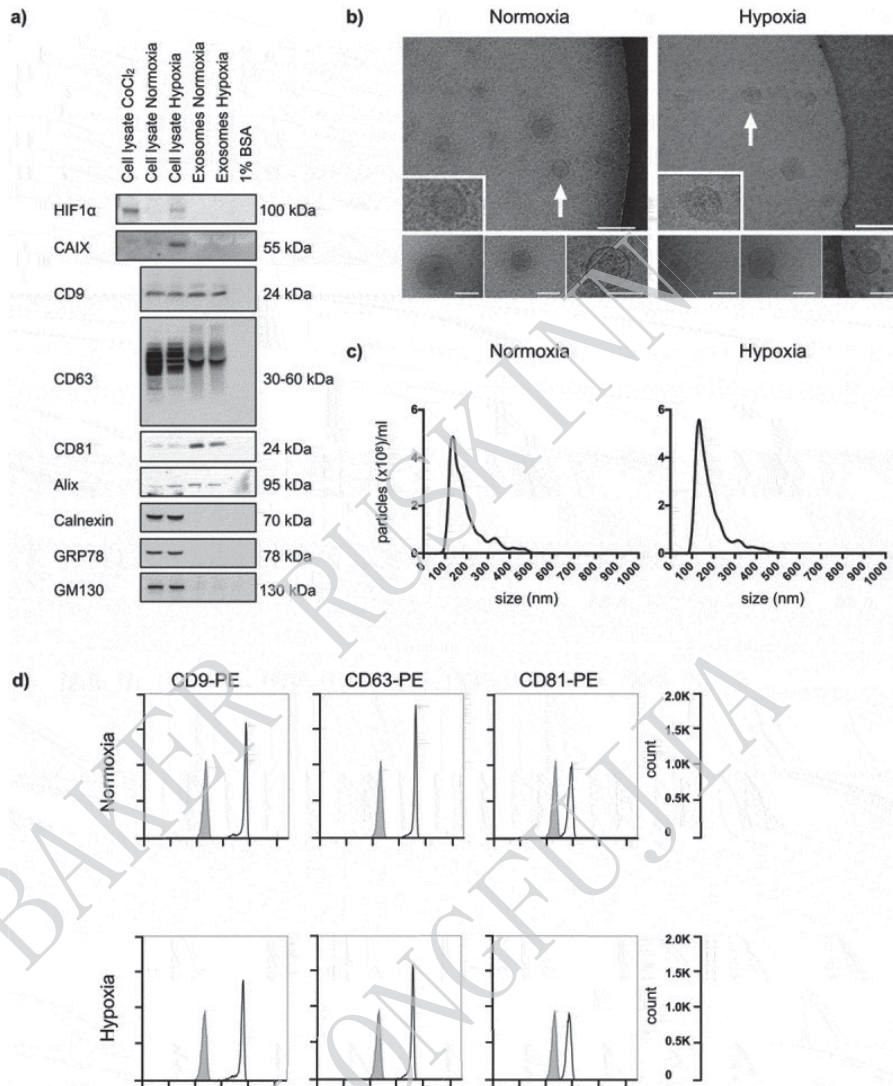 a)
Cell lysate CoCl₂
Cell lysate Normoxia
Cell lysate Hypoxia
Exosomes Normoxia
Exosomes Hypoxia
1% BSA
HIF1α 100 kDa
CAIX 55 kDa
CD9 24 kDa
CD63 30-60 kDa
CD81 24 kDa
Alix 95 kDa
Calnexin 70 kDa
GRP78 78 kDa
GM130 130 kDa
b)
Normoxia Hypoxia
c)
Normoxia Hypoxia
particles (x10⁸)/ml
6
4
2
0
0 100 200 300 400 500 600 700 800 900 1000
size (nm)
6
4
2
0
0 100 200 300 400 500 600 700 800 900 1000
size (nm)
d)
CD9-PE CD63-PE CD81-PE
Normoxia
count
2.0K
1.5K
1.0K
0.5K
0
Hypoxia
count
2.0K
1.5K
1.0K
0.5K
0
BAKER RUSKINN
ONGFUJIA